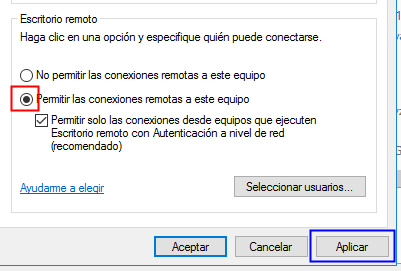 Escritorio remoto
Haga clic en una opción y especifique quién puede conectarse.
No permitir las conexiones remotas a este equipo
Permitir las conexiones remotas a este equipo
Permitir solo las conexiones desde equipos que ejecuten
Escritorio remoto con Autenticación a nivel de red
(recomendado)
Ayudarme a elegir
Seleccionar usuarios...
Aceptar
Cancelar
Aplicar